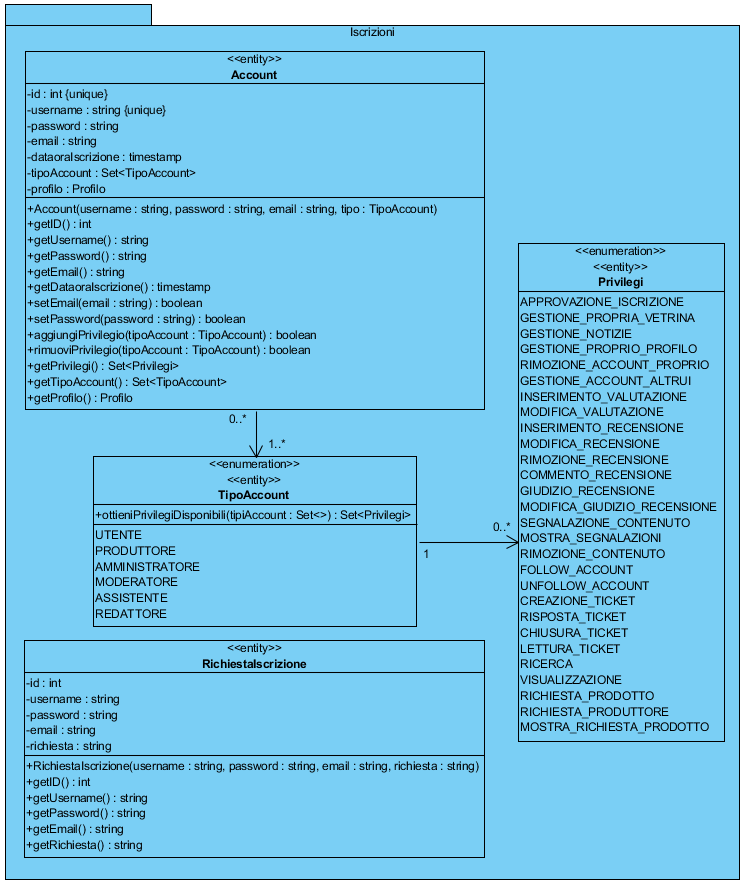 Iscrizioni
<<entity>>
Account
-id : int {unique}
-username : string {unique}
-password : string
-email : string
-dataoraIscrizione : timestamp
-tipoAccount : Set<TipoAccount>
-profilo : Profilo
+Account(username : string, password : string, email : string, tipo : TipoAccount)
+getID() : int
+getUsername() : string
+getPassword() : string
+getEmail() : string
+getDataoraIscrizione() : timestamp
+setEmail(email : string) : boolean
+setPassword(password : string) : boolean
+aggiungiPrivilegio(tipoAccount : TipoAccount) : boolean
+rimuoviPrivilegio(tipoAccount : TipoAccount) : boolean
+getPrivilegi() : Set<Privilegi>
+getTipoAccount() : Set<TipoAccount>
+getProfilo() : Profilo
0..*
1..*
<<enumeration>>
<<entity>>
TipoAccount
+ottieniPrivilegiDisponibili(tipiAccount : Set<>) : Set<Privilegi>
UTENTE
PRODUTTORE
AMMINISTRATORE
MODERATORE
ASSISTENTE
REDATTORE
1
0..*
<<enumeration>>
<<entity>>
Privilegi
APPROVAZIONE_ISCRIZIONE
GESTIONE_PROPRIA_VETRINA
GESTIONE_NOTIZIE
GESTIONE_PROPRIO_PROFILO
RIMOZIONE_ACCOUNT_PROPRIO
GESTIONE_ACCOUNT_ALTRUI
INSERIMENTO_VALUTAZIONE
MODIFICA_VALUTAZIONE
INSERIMENTO_RECENSIONE
MODIFICA_RECENSIONE
RIMOZIONE_RECENSIONE
COMMENTO_RECENSIONE
GIUDIZIO_RECENSIONE
MODIFICA_GIUDIZIO_RECENSIONE
SEGNALAZIONE_CONTENUTO
MOSTRA_SEGNALAZIONI
RIMOZIONE_CONTENUTO
FOLLOW_ACCOUNT
UNFOLLOW_ACCOUNT
CREAZIONE_TICKET
RISPOSTA_TICKET
CHIUSURA_TICKET
LETTURA_TICKET
RICERCA
VISUALIZZAZIONE
RICHIESTA_PRODOTTO
RICHIESTA_PRODUTTORE
MOSTRA_RICHIESTA_PRODOTTO
<<entity>>
RichiestaIscrizione
-id : int
-username : string
-password : string
-email : string
-richiesta : string
+RichiestaIscrizione(username : string, password : string, email : string, richiesta : string)
+getID() : int
+getUsername() : string
+getPassword() : string
+getEmail() : string
+getRichiesta() : string